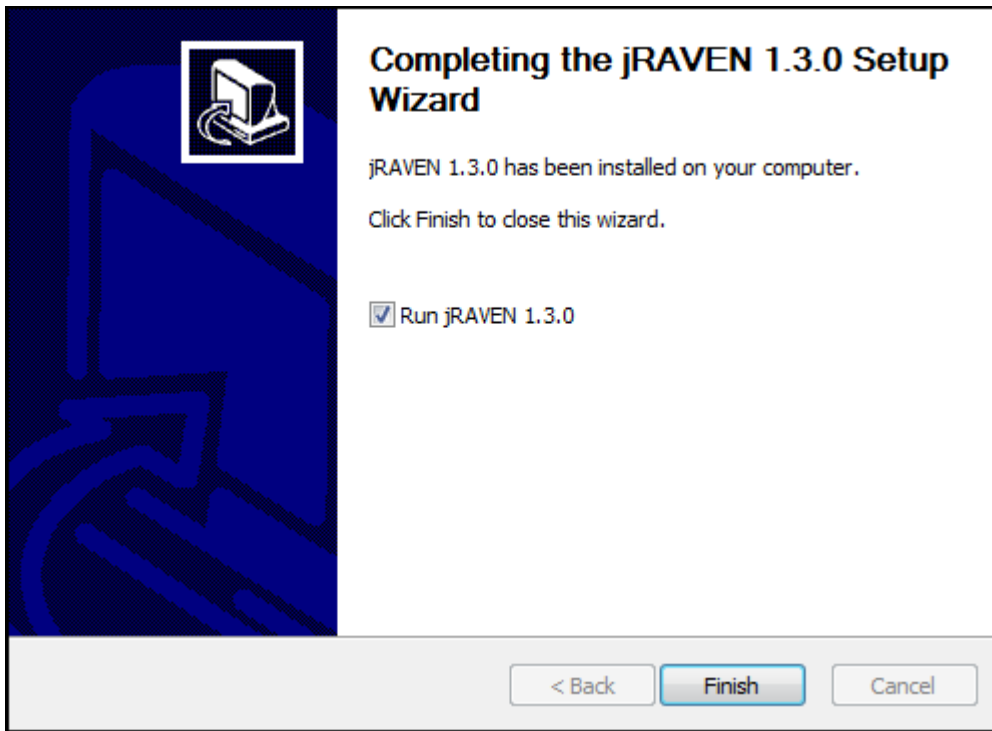 Completing the jRAVEN 1.3.0 Setup
Wizard
jRAVEN 1.3.0 has been installed on your computer.
Click Finish to close this wizard.
Run jRAVEN 1.3.0
< Back
Finish
Cancel